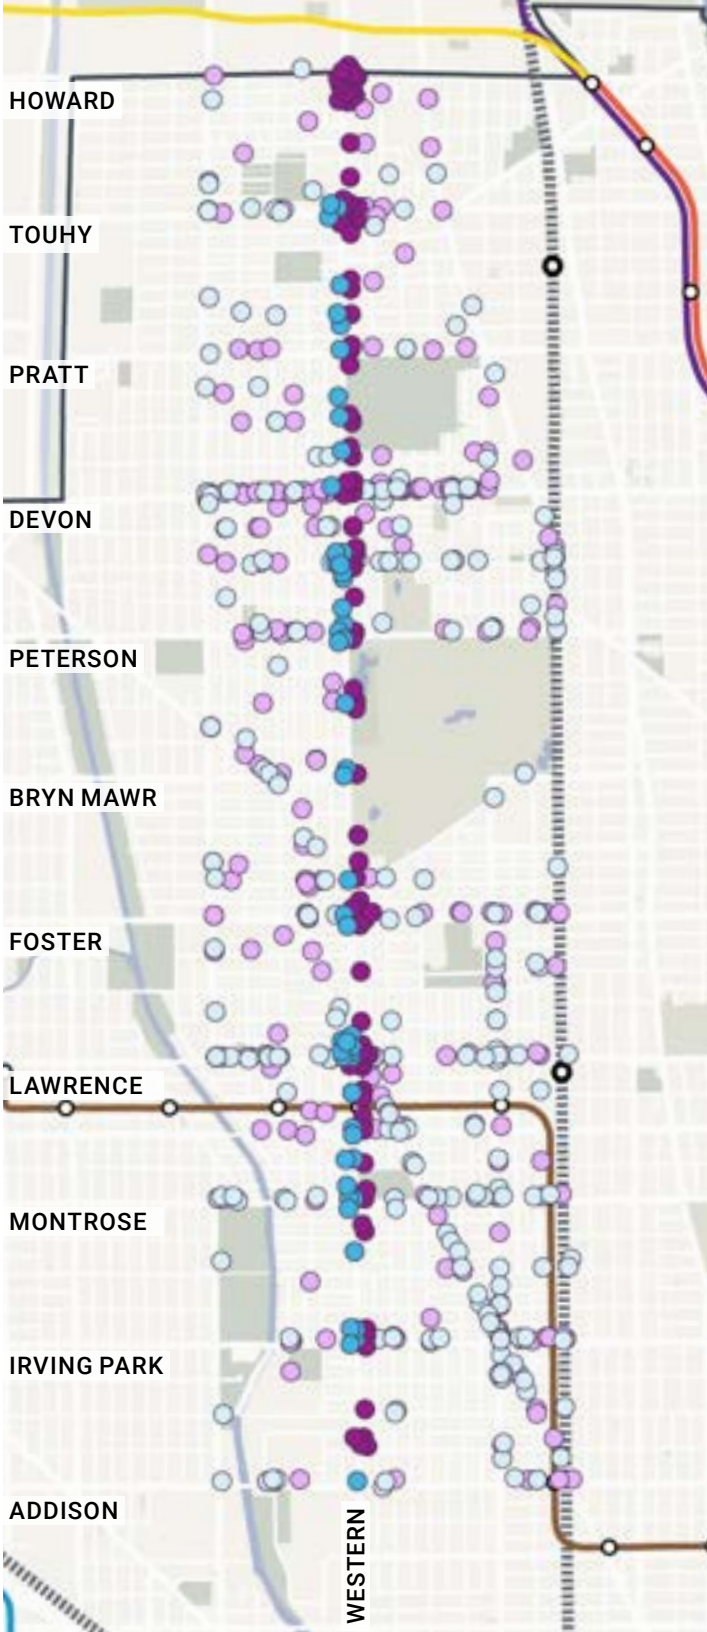 HOWARD
TOUHY
PRATT
DEVON
PETERSON
BRYN MAWR
FOSTER
LAWRENCE
MONTROSE
IRVING PARK
ADDISON
WESTERN